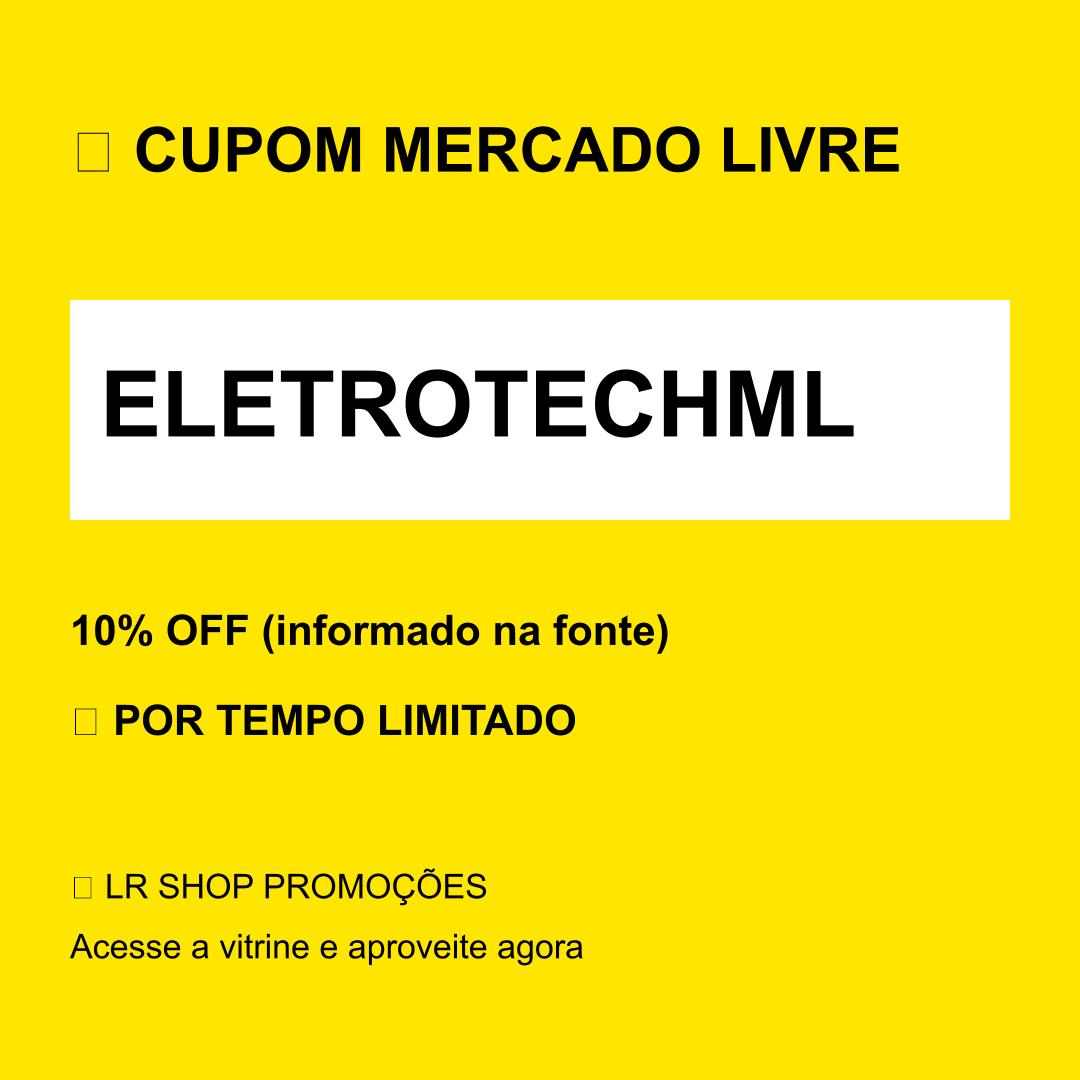 □ CUPOM MERCADO LIVRE
ELETROTECHML
10% OFF (informado na fonte)
□ POR TEMPO LIMITADO
□ LR SHOP PROMOÇÕES
Acesse a vitrine e aproveite agora